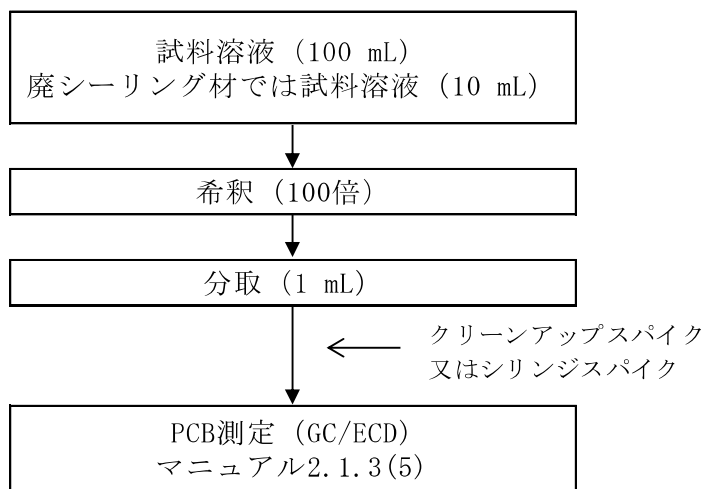 試料溶液 (100 mL)
廃シーリング材では試料溶液 (10 mL)
希釈 (100倍)
分取 (1 mL)
クリーンアップスパイク
又はシリンジスパイク
PCB測定 (GC/ECD)
マニュアル2.1.3(5)